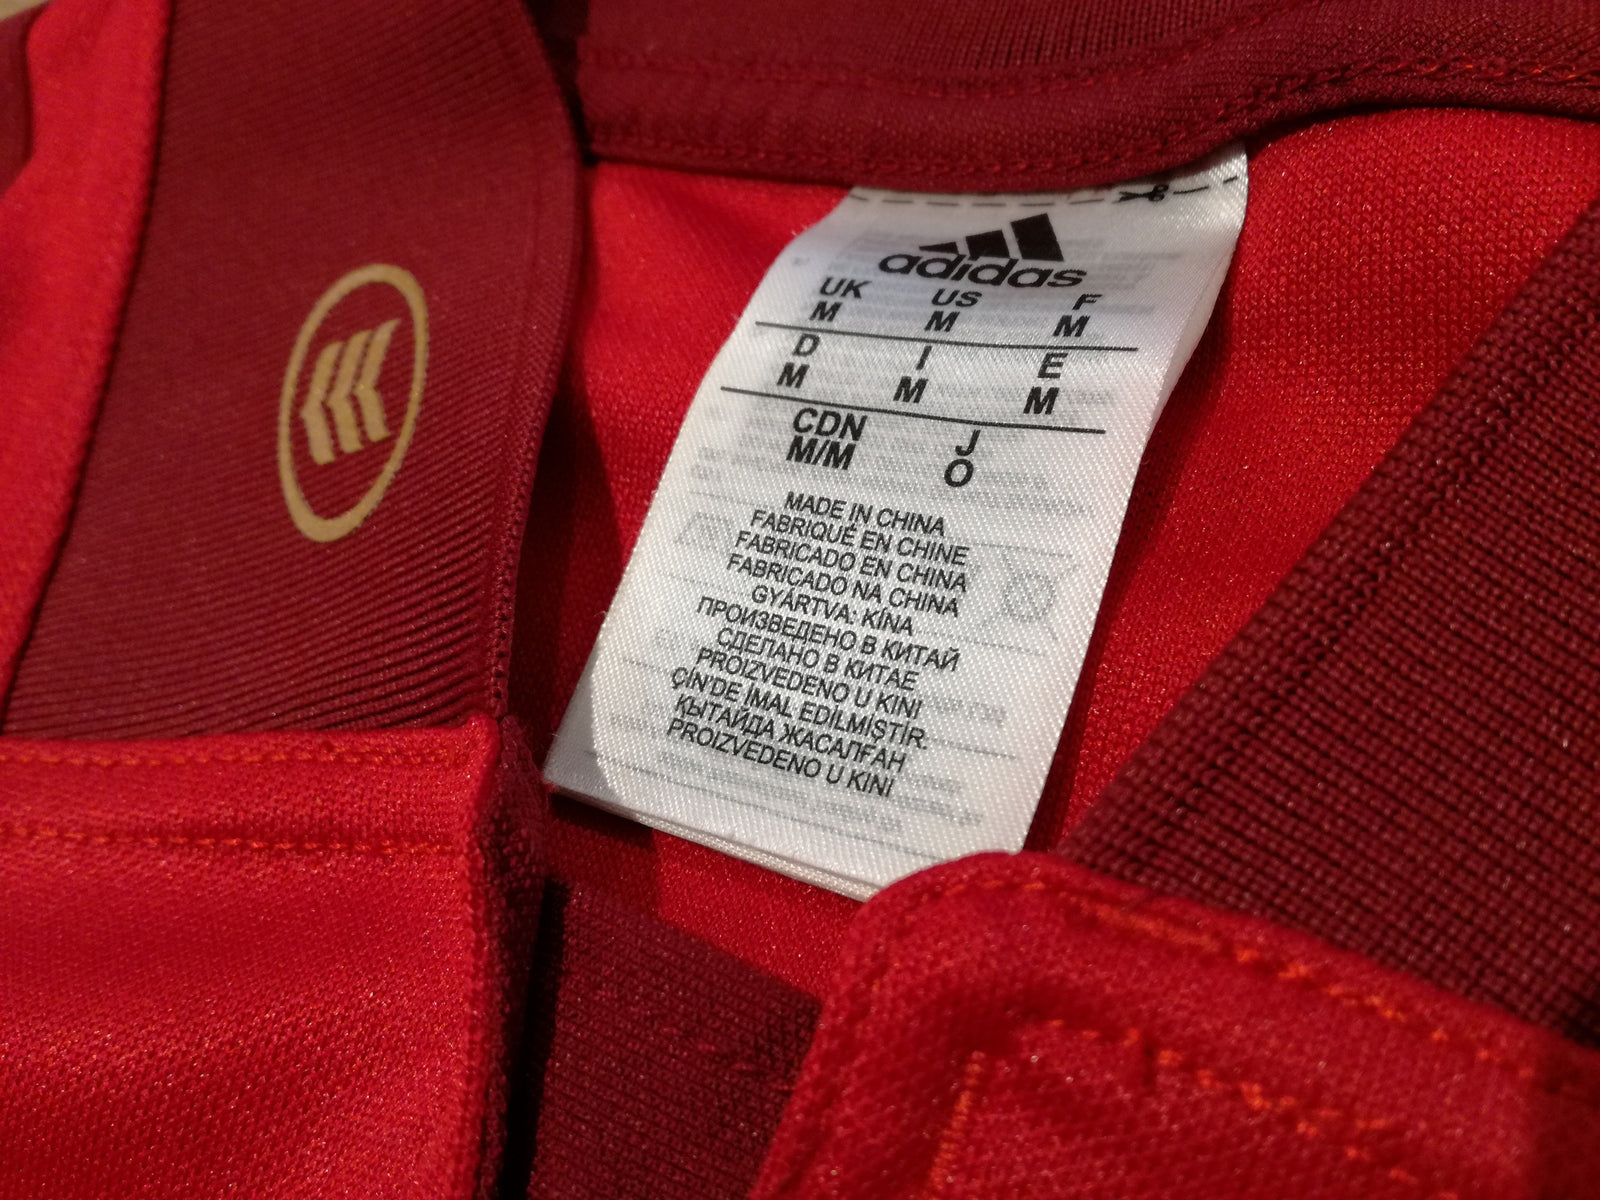 adidas
UK US F
M M M
D I E
M M M
CDN J
M/M O
MADE IN CHINA
FABRIQUÉ EN CHINE
FABRICADO EN CHINA
FABRICADO NA CHINA
GYÁRTVA: KÍNA
ПРОИЗВЕДЕНО В КИТАЙ
СДЕЛАНО В КИТАЕ
PROIZVEDENO U KINI
ÇİN'DE İMAL EDİLMİŞTİR.
ҚЫТАЙДА ЖАСАЛҒАН
PROIZVEDENO U KINI